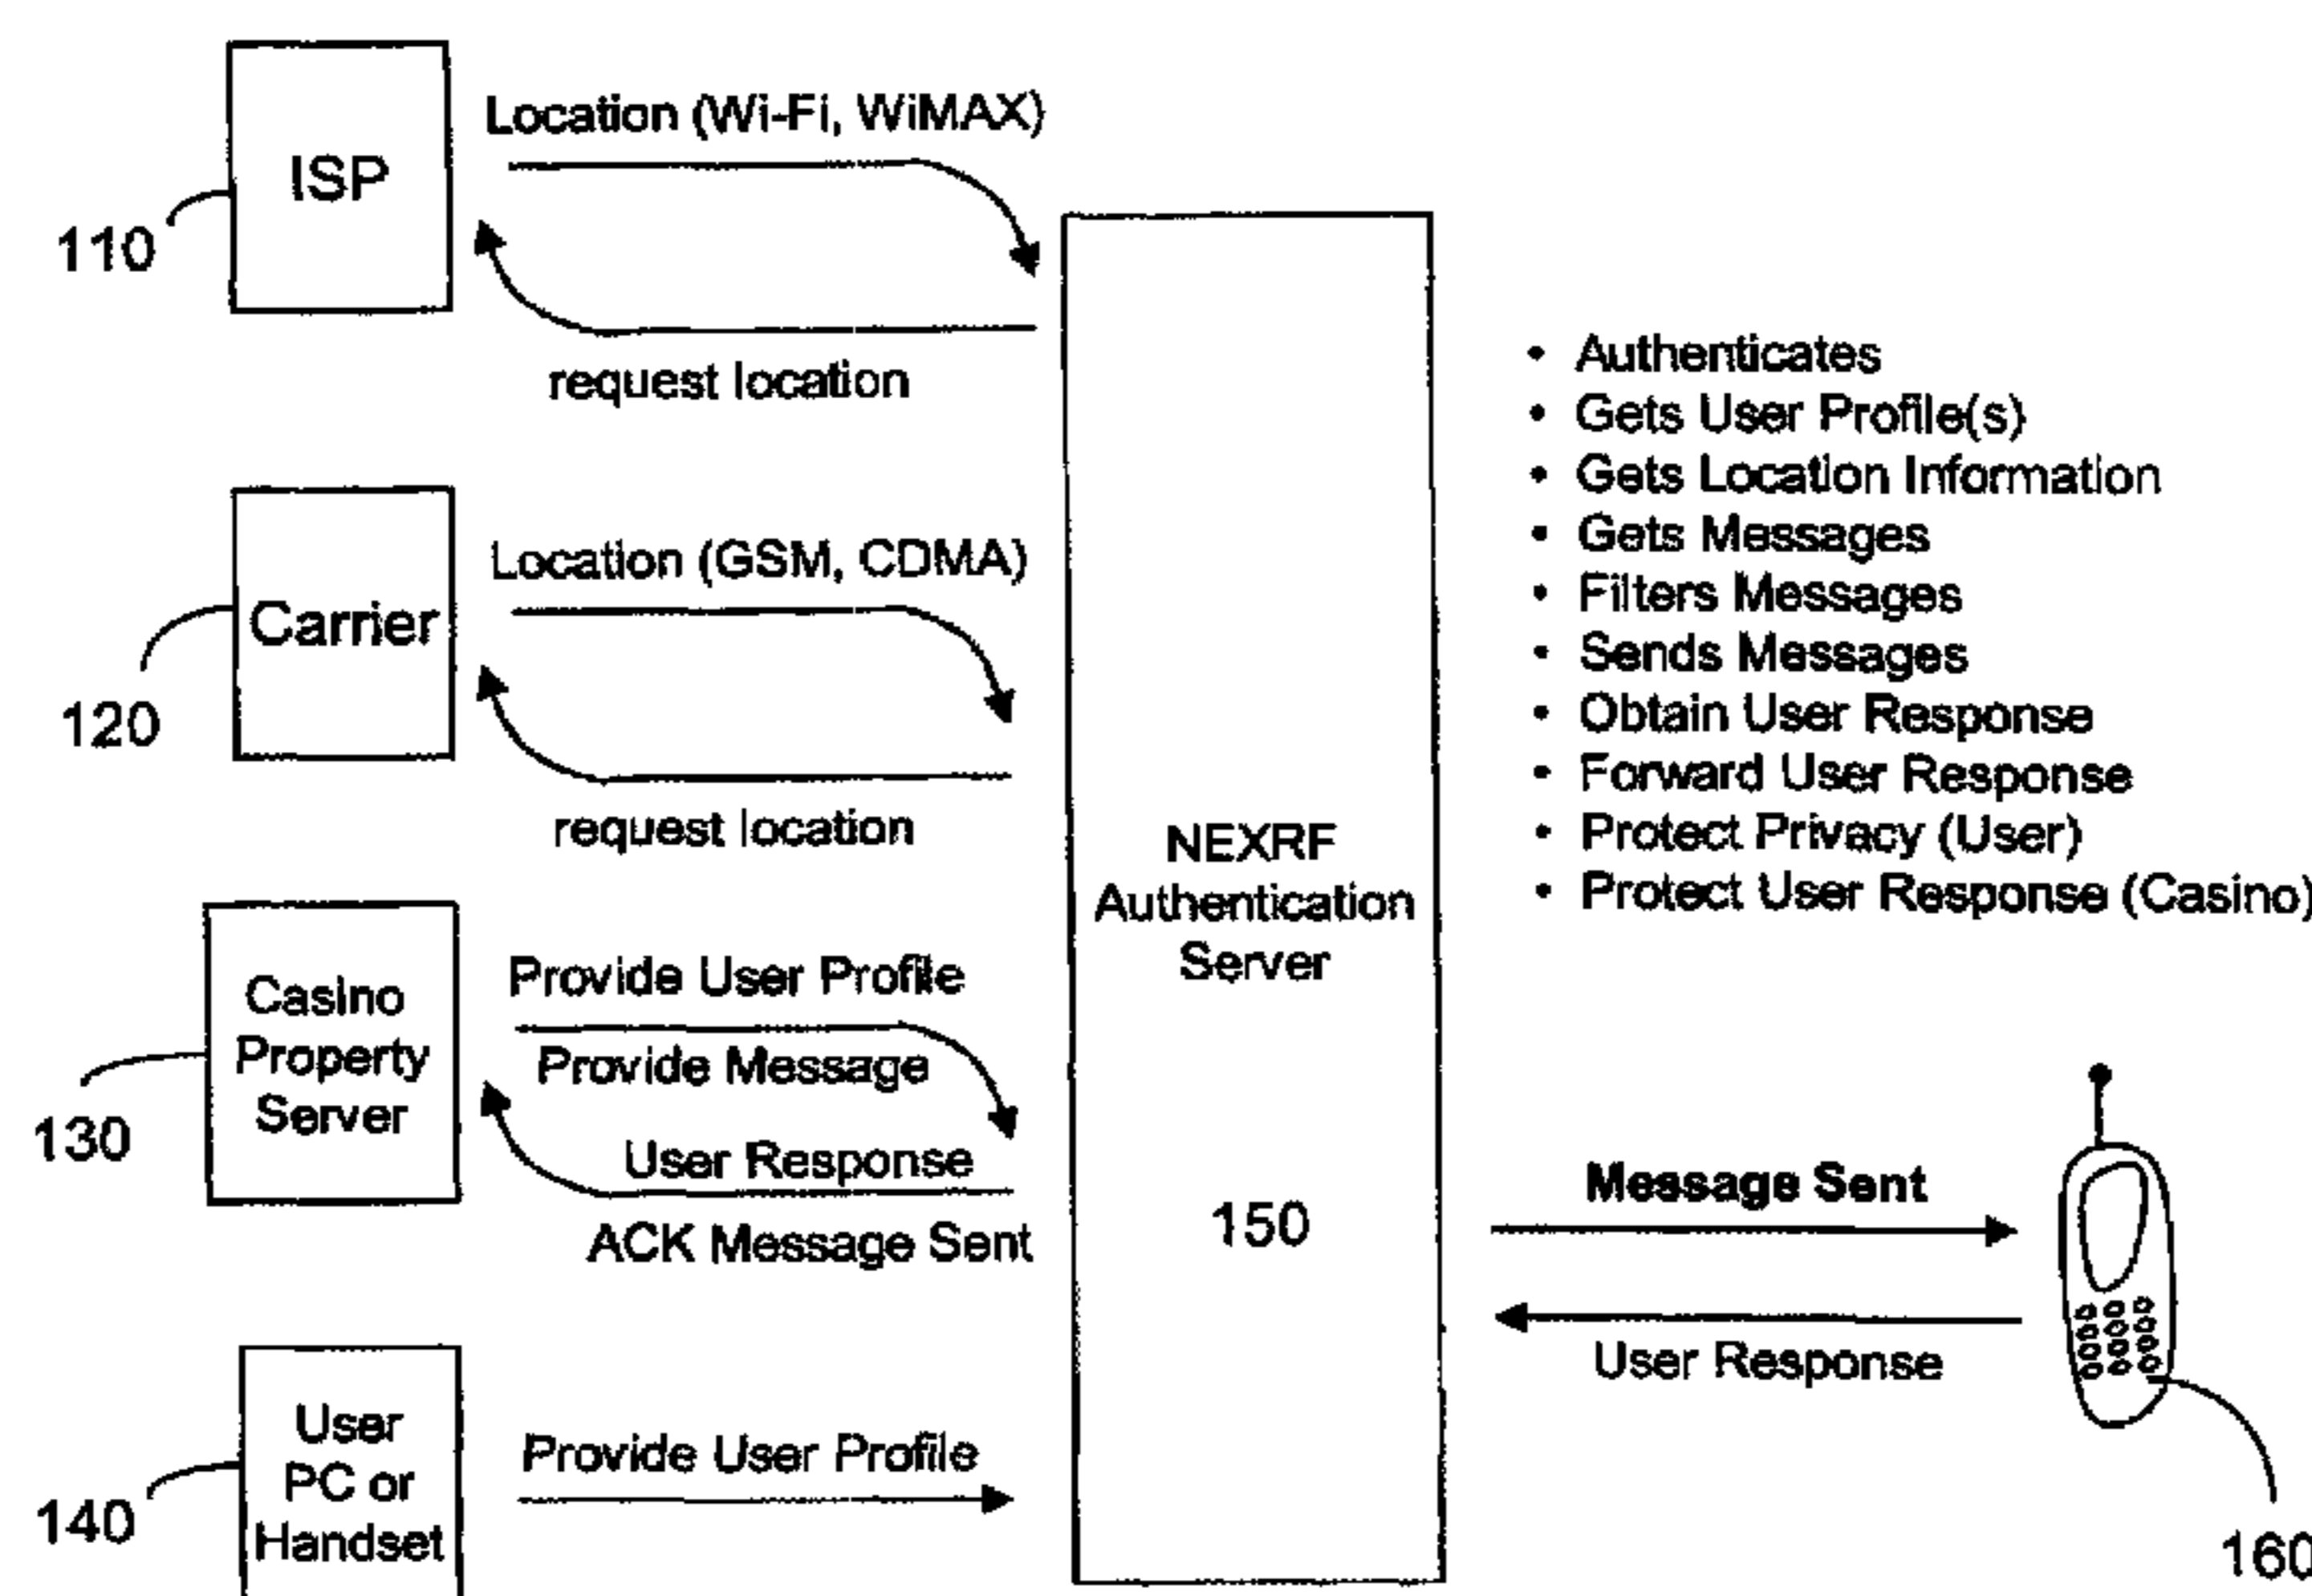 Location (Wi-Fi, WiMAX)
ISP
110
request location
Location (GSM, CDMA)
Carrier
120
request location
Casino
Property
Server
130
Provide User Profile
Provide Message
User Response
ACK Message Sent
User
PC or
Handset
140
Provide User Profile
NEXRF
Authentication
Server
150
• Authenticates
• Gets User Profile(s)
• Gets Location Information
• Gets Messages
• Filters Messages
• Sends Messages
• Obtain User Response
• Forward User Response
• Protect Privacy (User)
• Protect User Response (Casino)
Message Sent
User Response
160